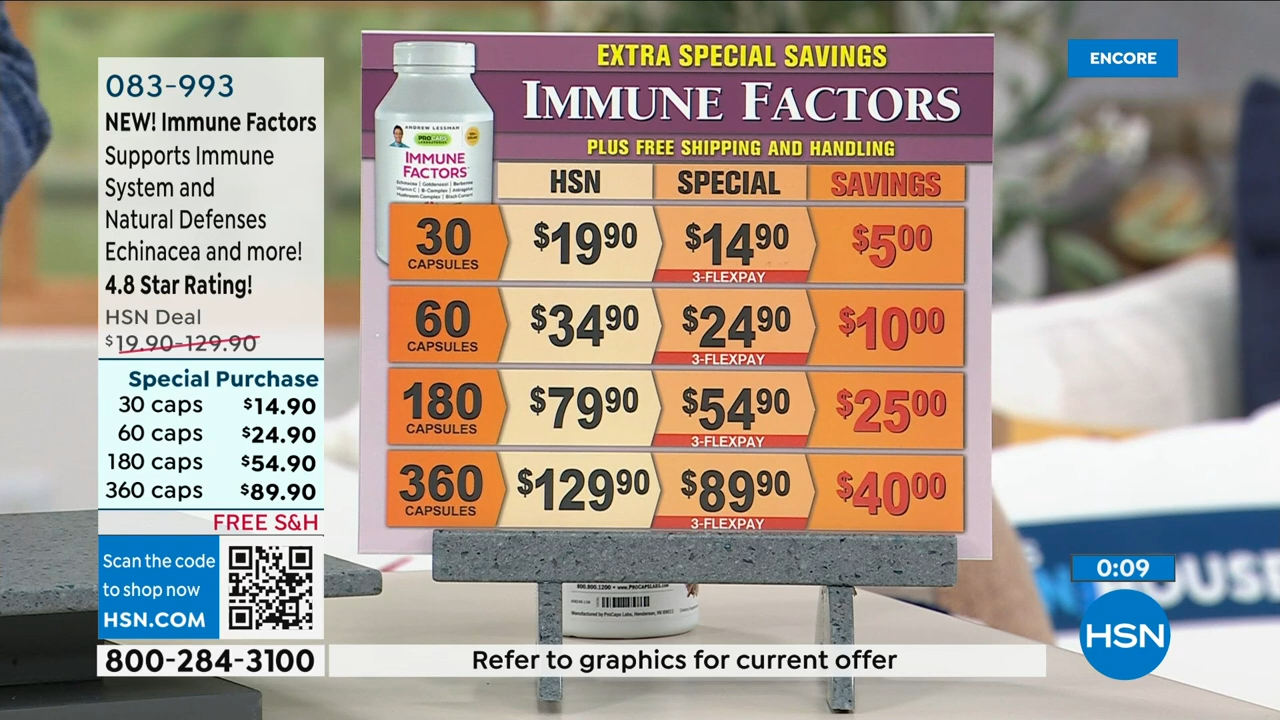 083-993
NEW! Immune Factors
Supports Immune
System and
Natural Defenses
Echinacea and more!
4.8 Star Rating!
HSN Deal
$19.90-129.90
Special Purchase
30 caps $14.90
60 caps $24.90
180 caps $54.90
360 caps $89.90
FREE S&H
Scan the code
to shop now
HSN.COM
800-284-3100
Refer to graphics for current offer
EXTRA SPECIAL SAVINGS
IMMUNE FACTORS
PLUS FREE SHIPPING AND HANDLING
HSN SPECIAL SAVINGS
30 CAPSULES $19.90 $14.90 3-FLEXPAY $5.00
60 CAPSULES $34.90 $24.90 3-FLEXPAY $10.00
180 CAPSULES $79.90 $54.90 3-FLEXPAY $25.00
360 CAPSULES $129.90 $89.90 3-FLEXPAY $40.00
ANDREW LESSMAN
PROCAPS
LABORATORIES
IMMUNE
FACTORS
Echinacea | Goldenseal | Berberine
Vitamin C | B-Complex | Astragalus
800.800.1200 • www.PROCAPSLABS.com
Manufactured by ProCaps Labs, Henderson, NV
ENCORE
0:09
HSN